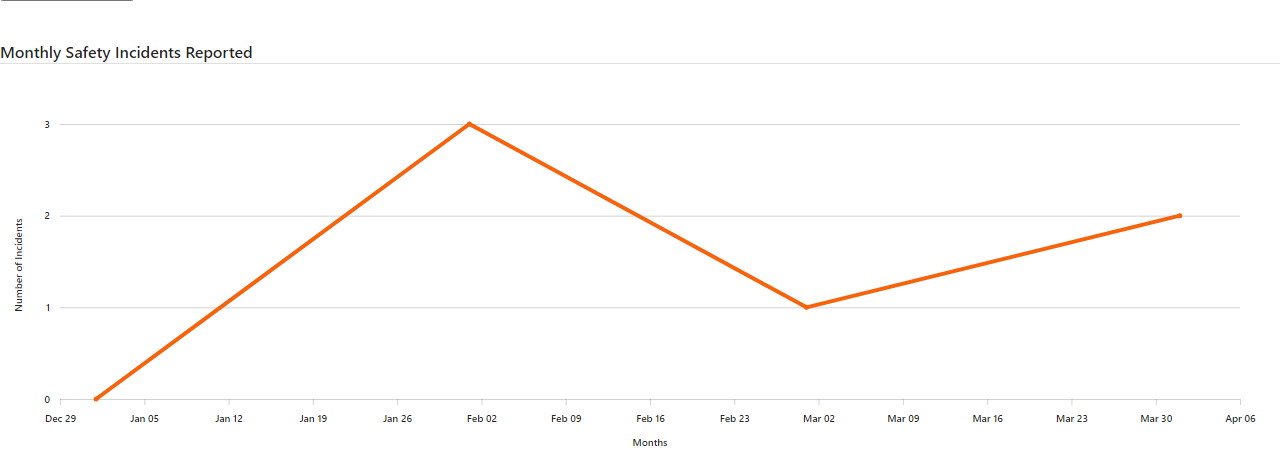 Monthly Safety Incidents Reported
3
2
1
0
Number of Incidents
Dec 29 Jan 05 Jan 12 Jan 19 Jan 26 Feb 02 Feb 09 Feb 16 Feb 23 Mar 02 Mar 09 Mar 16 Mar 23 Mar 30 Apr 06
Months